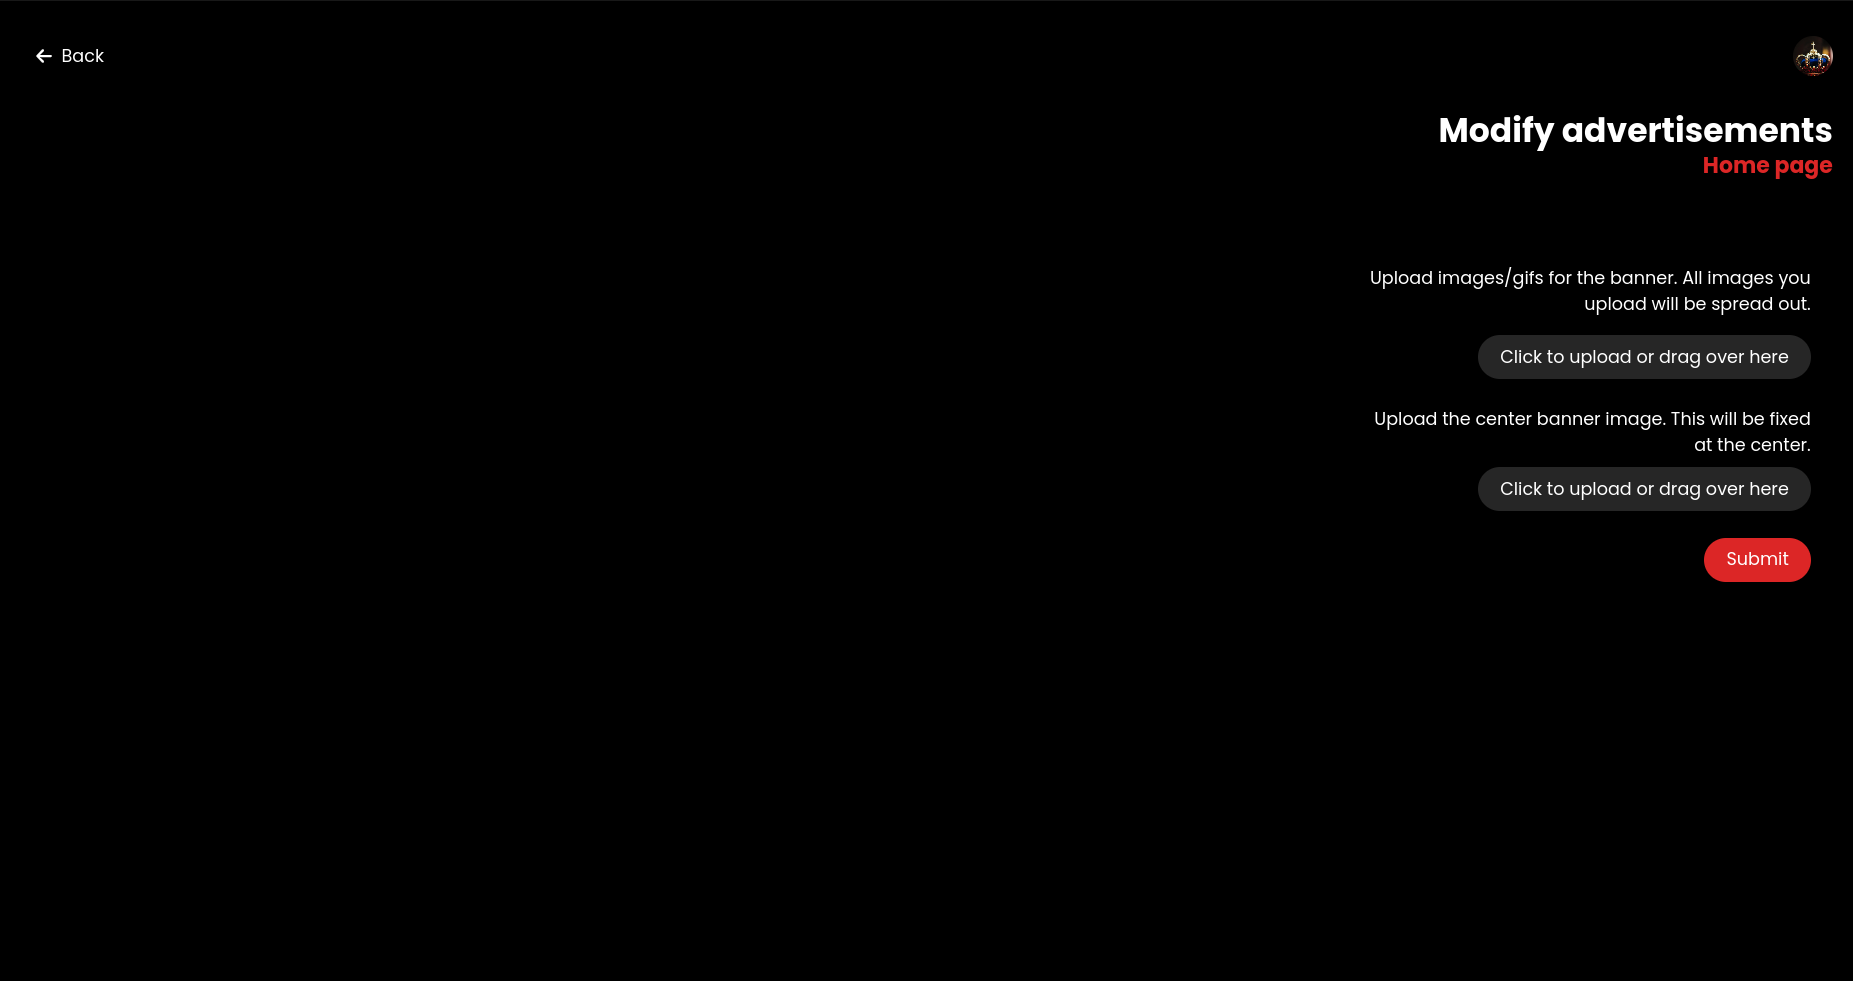 Back
Modify advertisements
Home page
Upload images/gifs for the banner. All images you
upload will be spread out.
Click to upload or drag over here
Upload the center banner image. This will be fixed
at the center.
Click to upload or drag over here
Submit